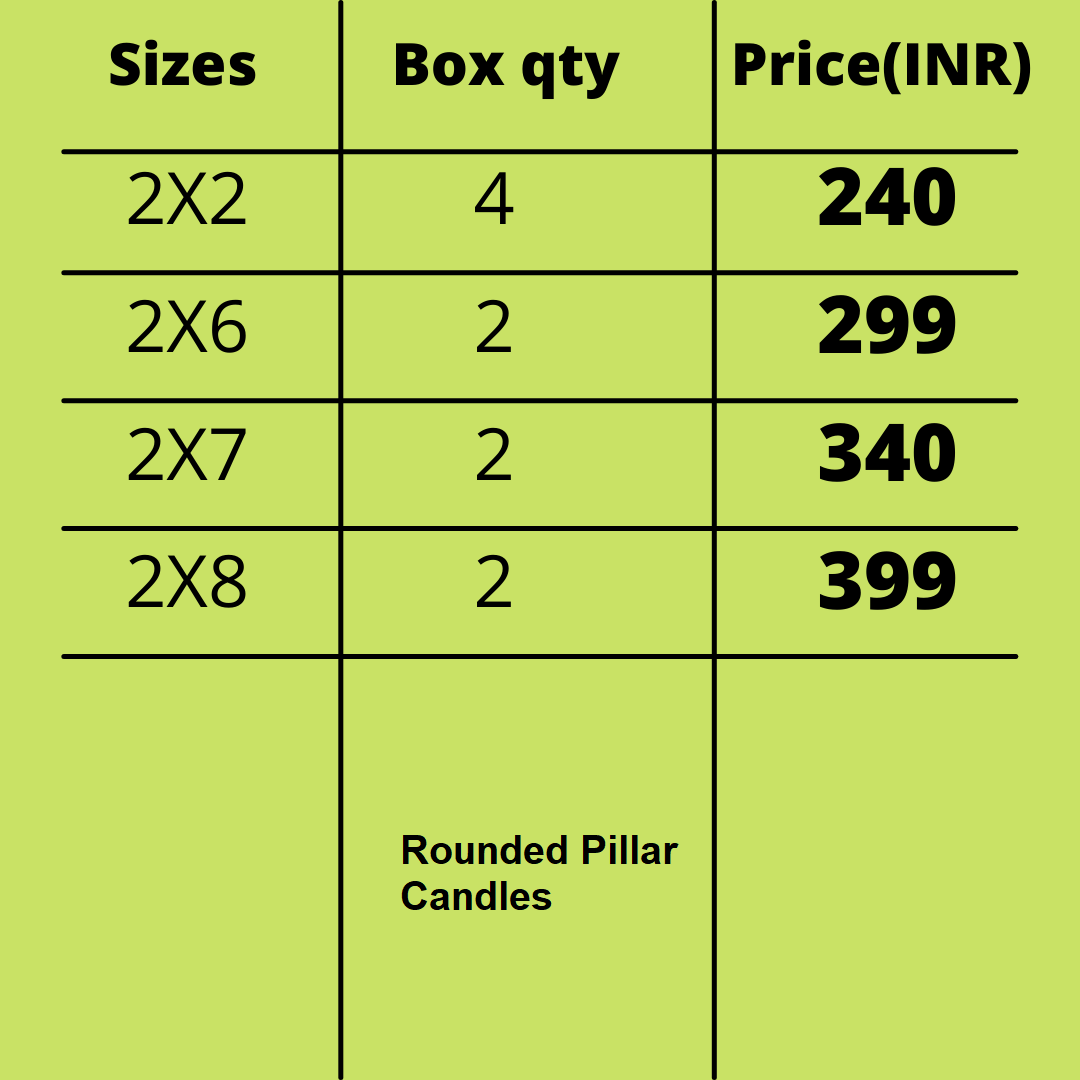 Sizes Box qty Price(INR)
2X2 4 240
2X6 2 299
2X7 2 340
2X8 2 399
Rounded Pillar
Candles